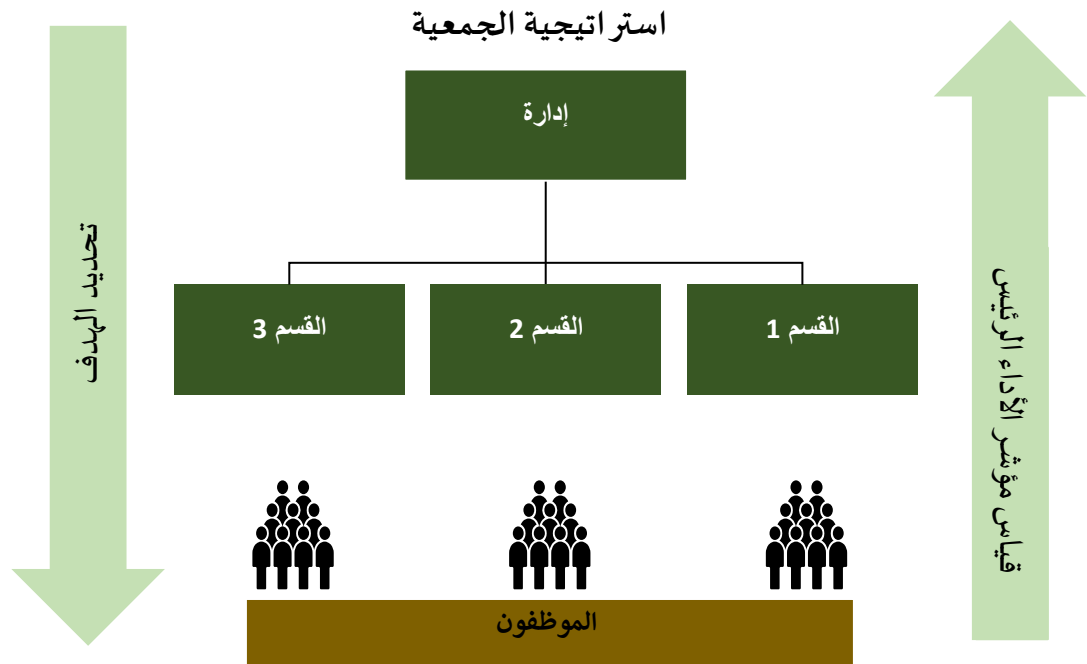 استراتيجية الجمعية
إدارة
القسم 1
القسم 2
القسم 3
قياس مؤشر الأداء الرئيس
تحديد الهدف
الموظفون